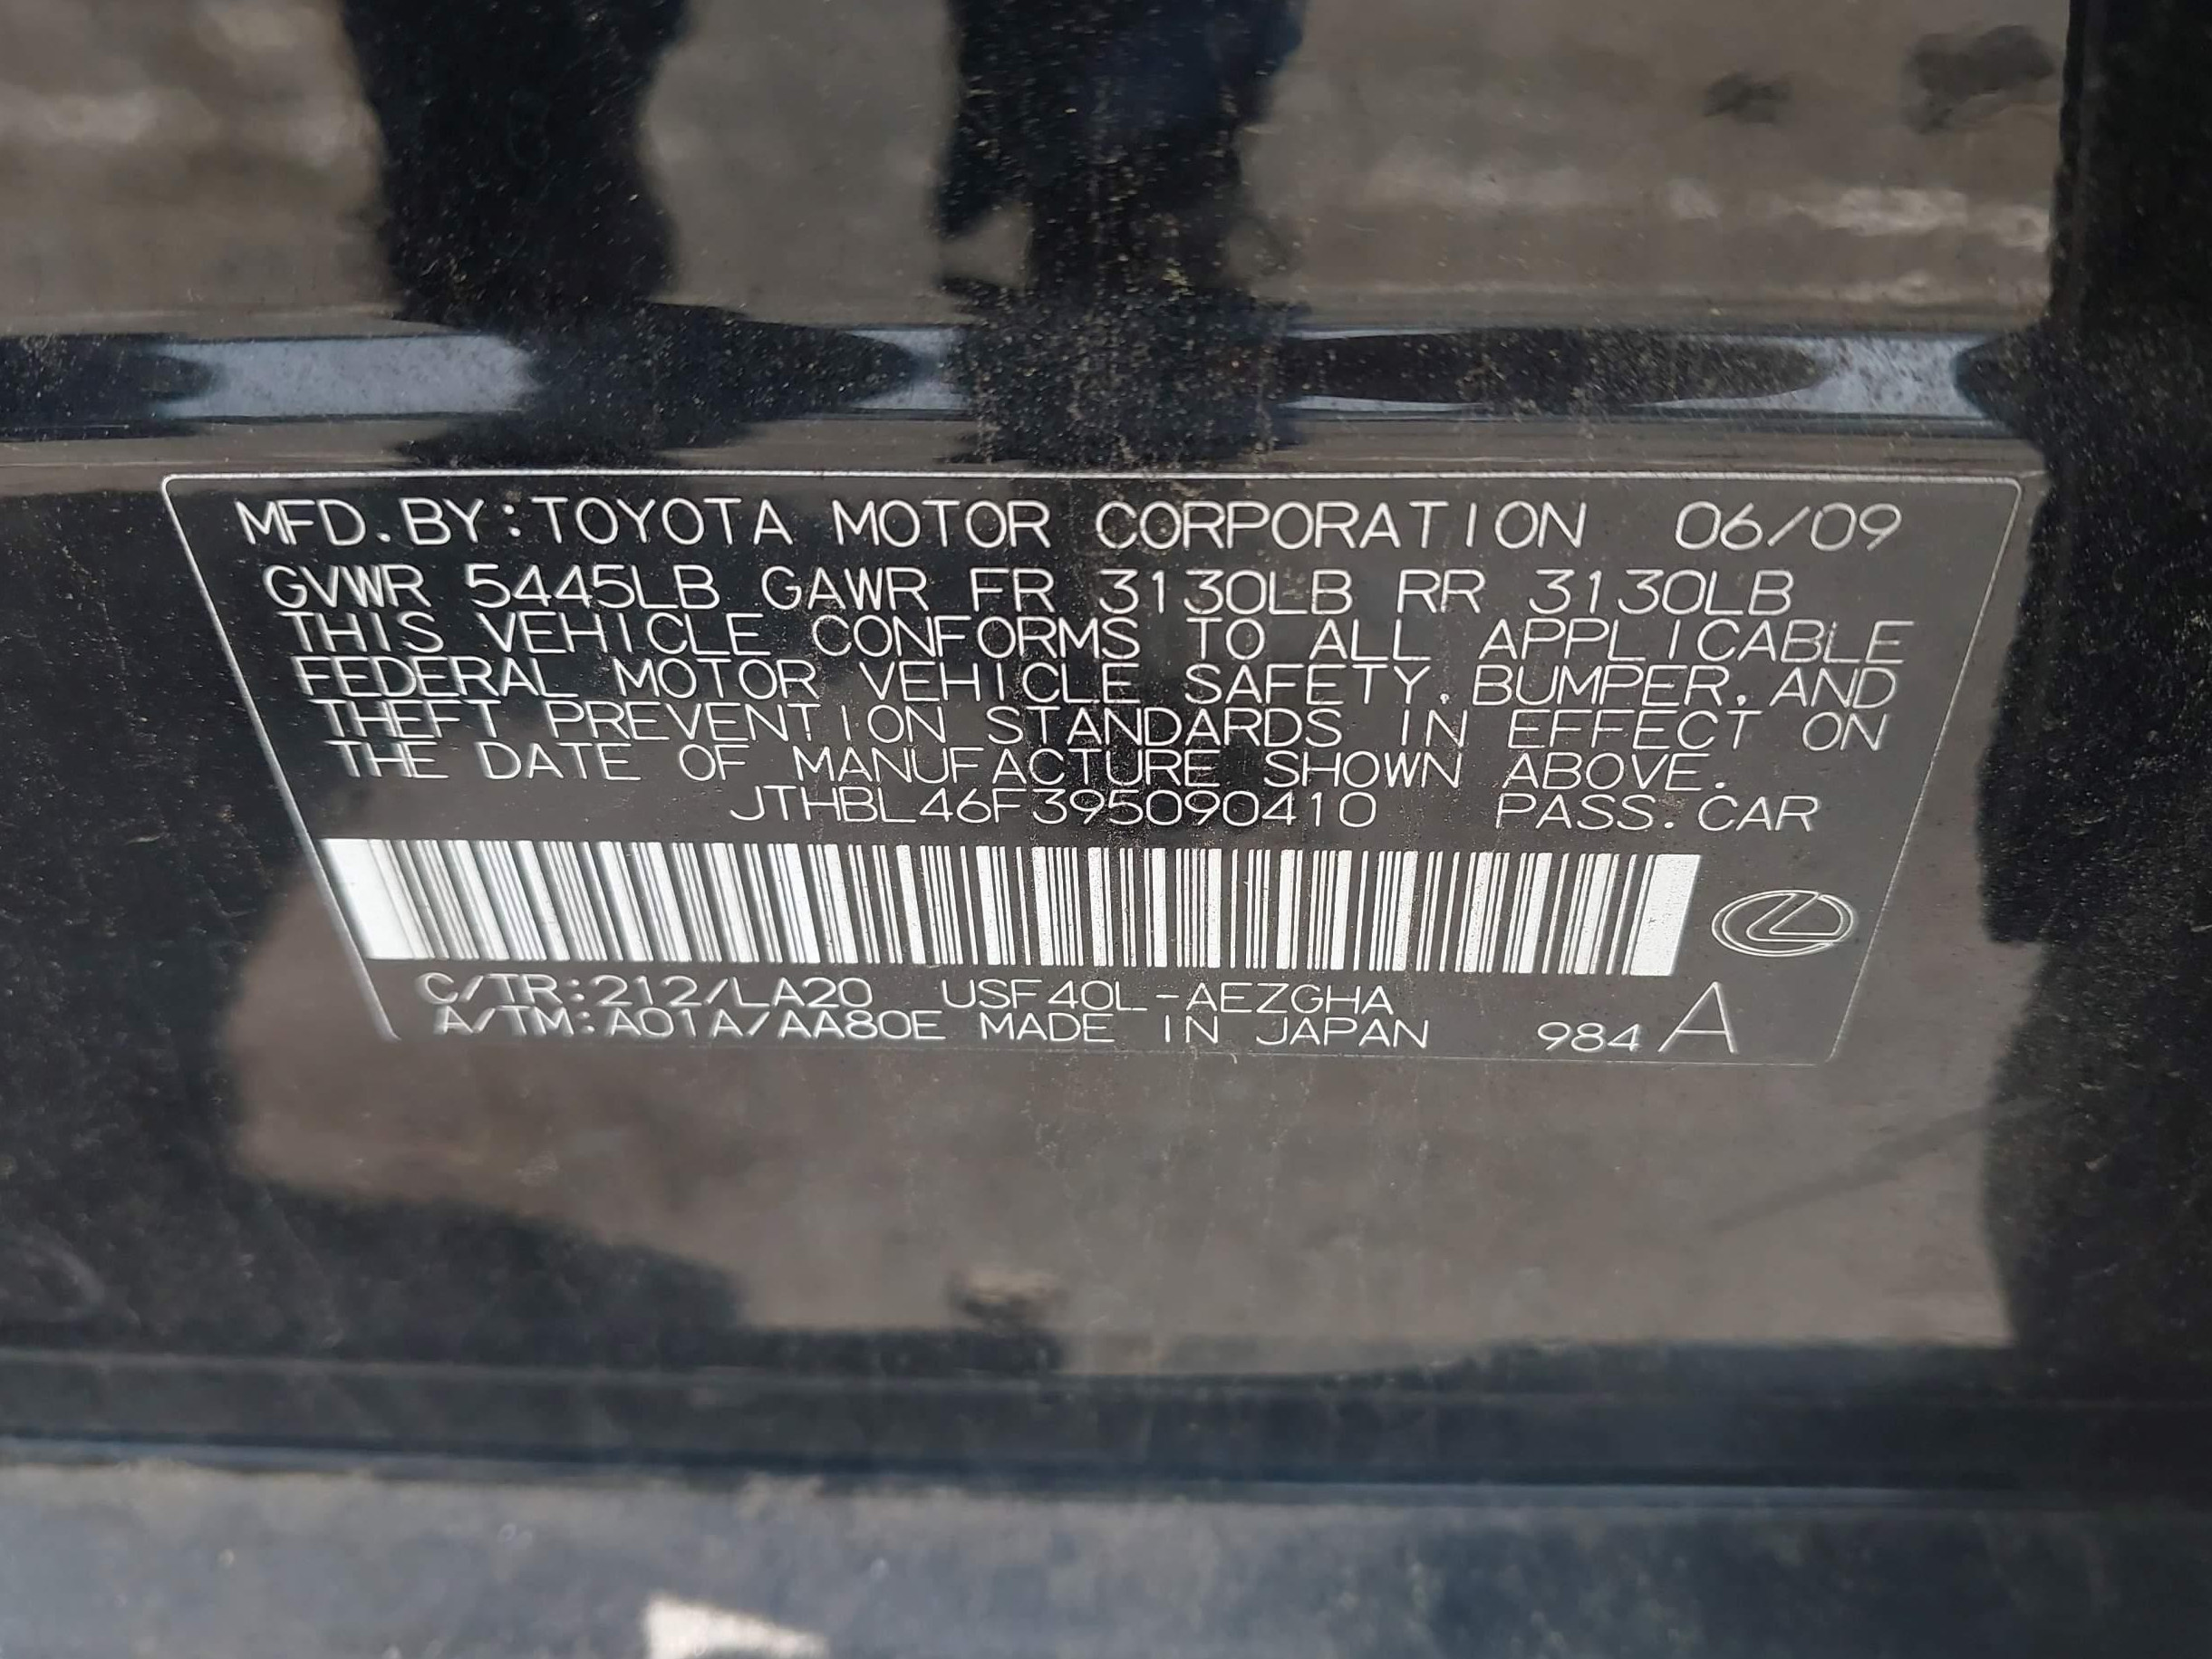 MFD.BY:TOYOTA MOTOR CORPORATION 06/09
GVWR 5445LB GAWR FR 3130LB RR 3130LB
THIS VEHICLE CONFORMS TO ALL APPLICABLE
FEDERAL MOTOR VEHICLE SAFETY,BUMPER,AND
THEFT PREVENTION STANDARDS IN EFFECT ON
THE DATE OF MANUFACTURE SHOWN ABOVE.
JTHBL46F395090410 PASS.CAR
C/TR:212/LA20 USF40L-AEZGHA
A/TM:A01A/AA80E MADE IN JAPAN 984 A